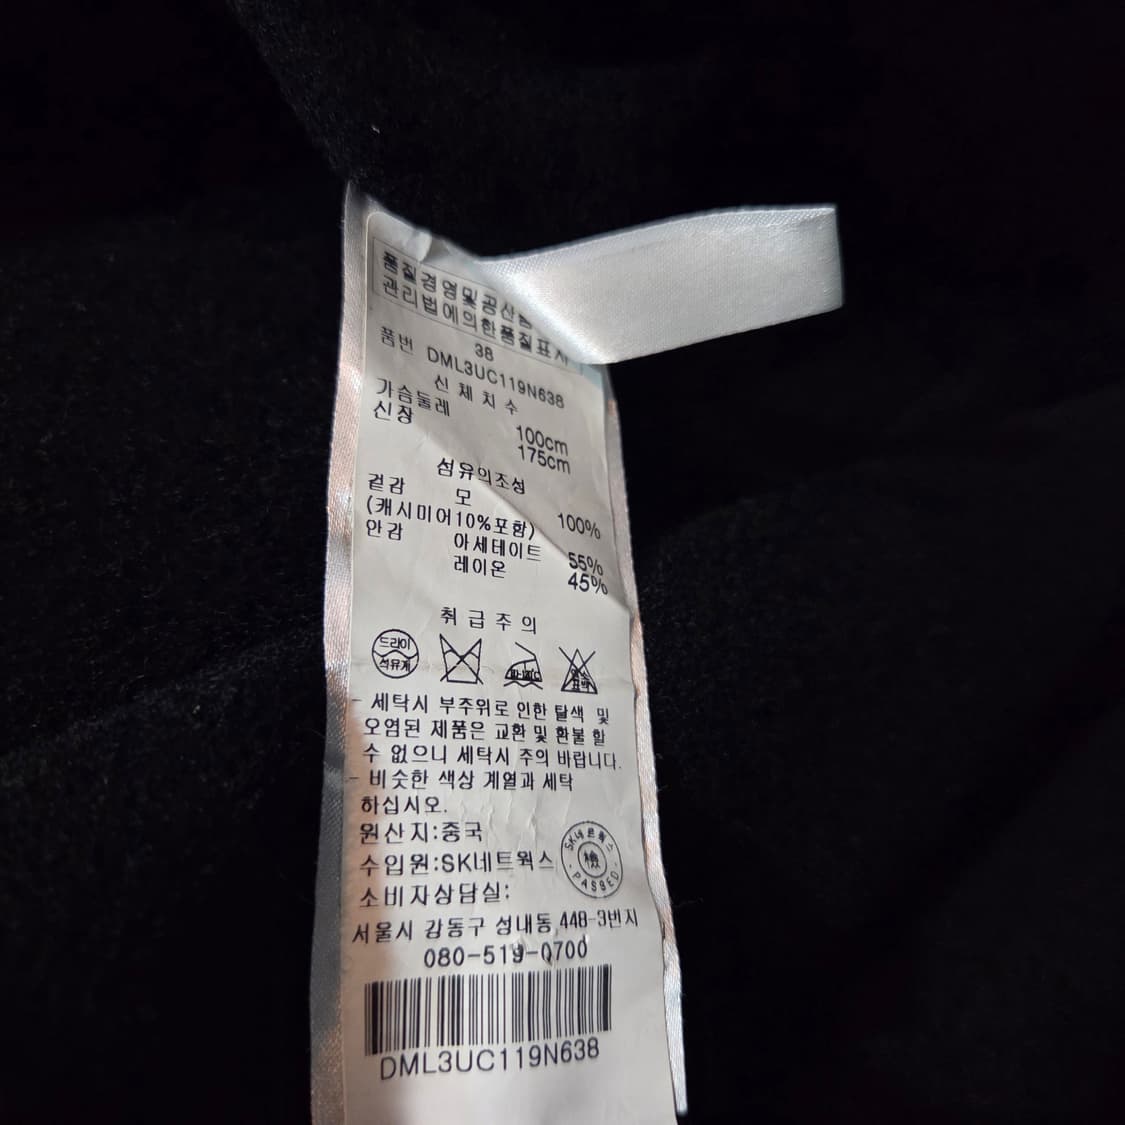 품질경영및공산품
관리법에의한품질표시
38
품번 DML3UC119N638
신체치수
가슴둘레 100cm
신장 175cm
섬유의조성
겉감 모 100%
(캐시미어10%포함)
안감 아세테이트 55%
레이온 45%
취급주의
드라이
석유계
염소
표백
- 세탁시 부주위로 인한 탈색 및
오염된 제품은 교환 및 환불 할
수 없으니 세탁시 주의 바랍니다.
- 비슷한 색상 계열과 세탁
하십시오.
원산지:중국
수입원:SK네트웍스
SK네트웍스
檢
PASSED
소비자상담실:
서울시 강동구 성내동 448-3번지
080-519-0700
DML3UC119N638